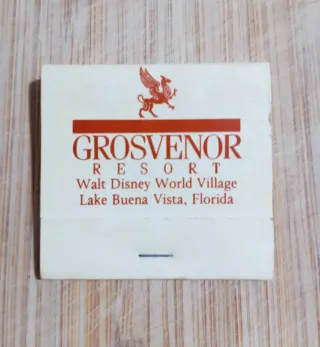 GROSVENOR
RESORT
Walt Disney World Village
Lake Buena Vista, Florida